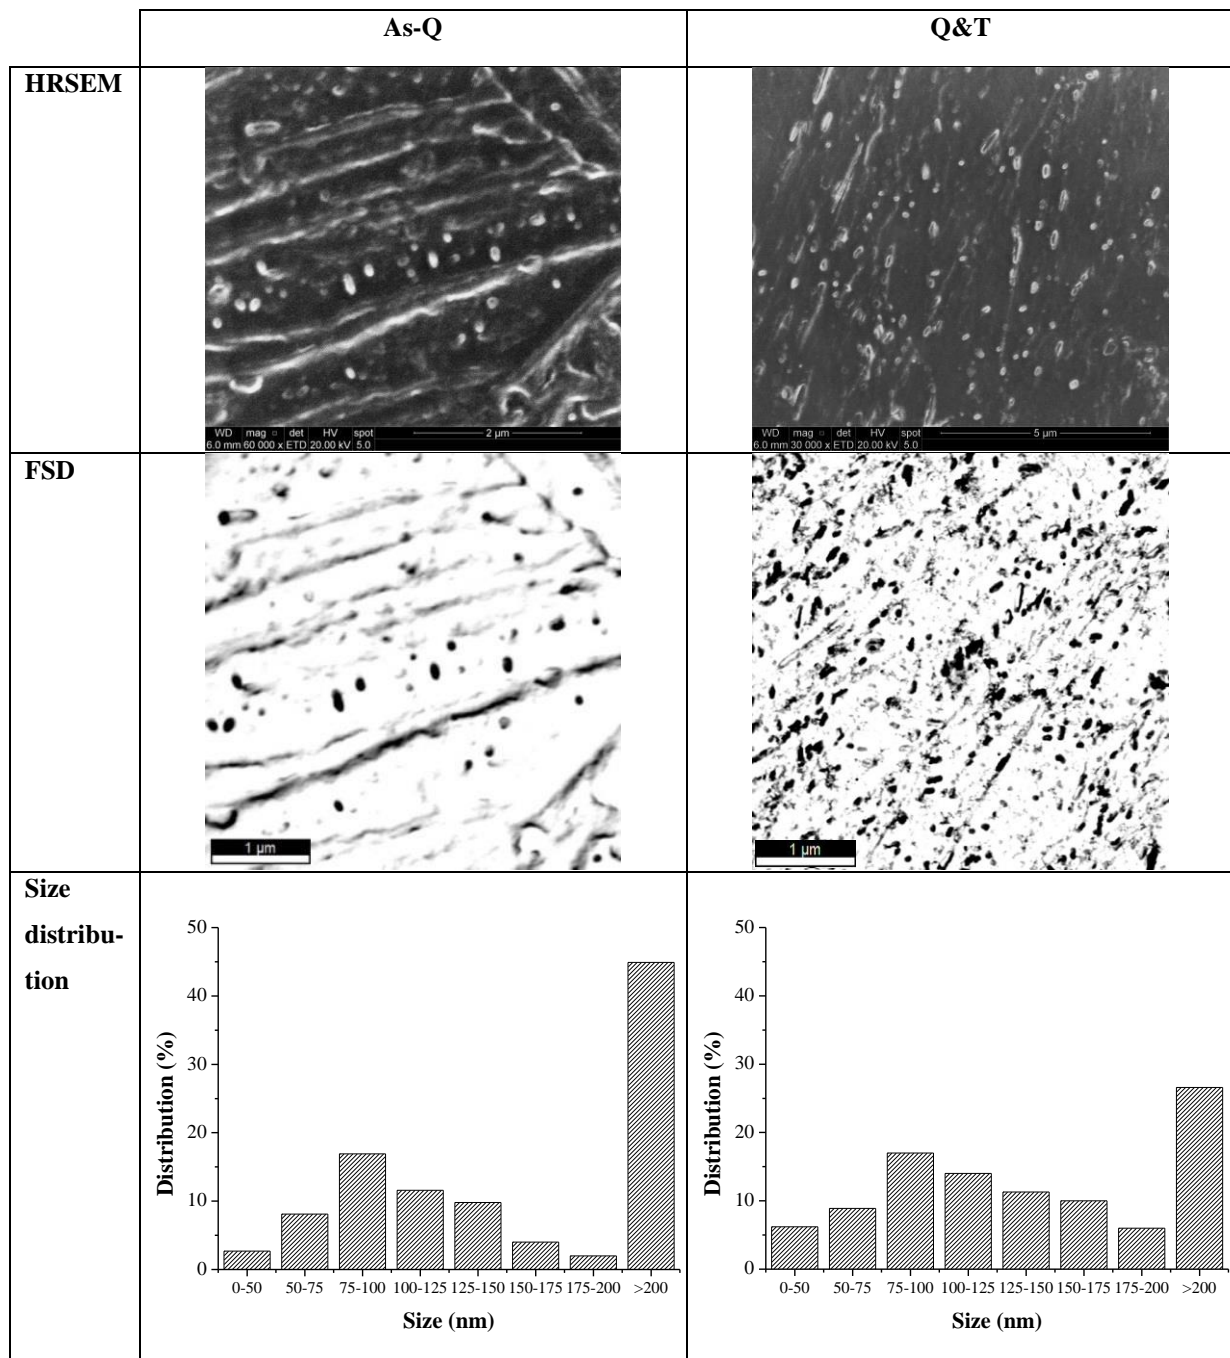 As-Q
Q&T
HRSEM
WD mag □ det HV spot
6.0 mm 60 000 x ETD 20.00 kV 5.0
2 µm
WD mag □ det HV spot
6.0 mm 30 000 x ETD 20.00 kV 5.0
5 µm
FSD
1 µm
1 µm
Size
distribu-
tion
50
40
30
20
10
0
Distribution (%)
0-50 50-75 75-100 100-125 125-150 150-175 175-200 >200
Size (nm)
50
40
30
20
10
0
Distribution (%)
0-50 50-75 75-100 100-125 125-150 150-175 175-200 >200
Size (nm)